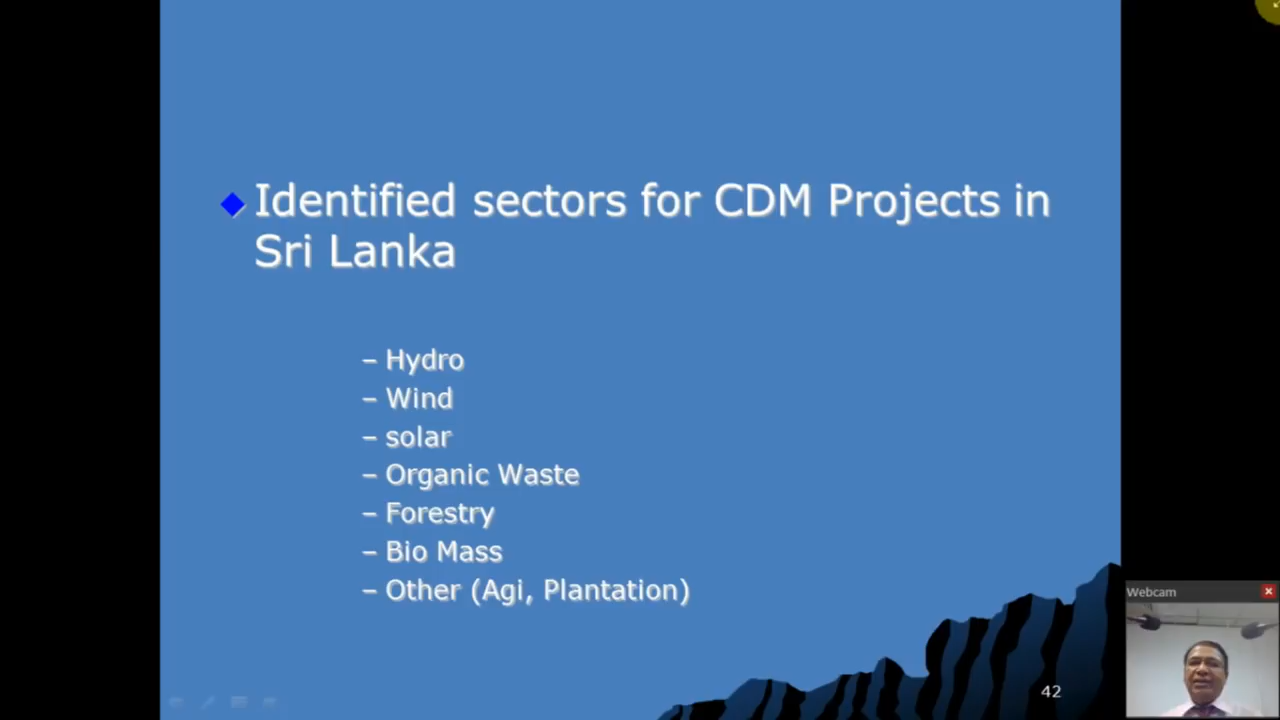 Identified sectors for CDM Projects in
Sri Lanka
– Hydro
– Wind
– solar
– Organic Waste
– Forestry
– Bio Mass
– Other (Agi, Plantation)
42
Webcam